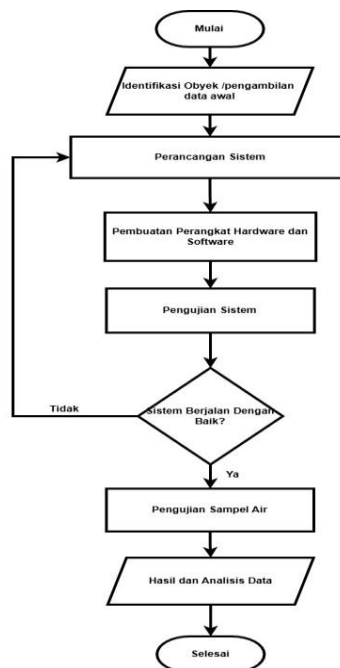 Mulai
Identifikasi Obyek /pengambilan
data awal
Perancangan Sistem
Pembuatan Perangkat Hardware dan
Software
Pengujian Sistem
Sistem Berjalan Dengan
Baik?
Tidak
Ya
Pengujian Sampel Air
Hasil dan Analisis Data
Selesai